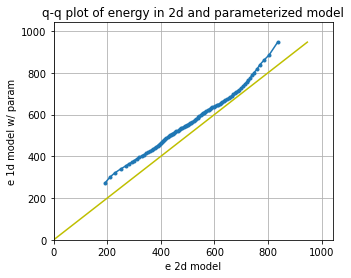 q-q plot of energy in 2d and parameterized model
1000
800
600
400
200
0
e 1d model w/ param
0 200 400 600 800 1000
e 2d model